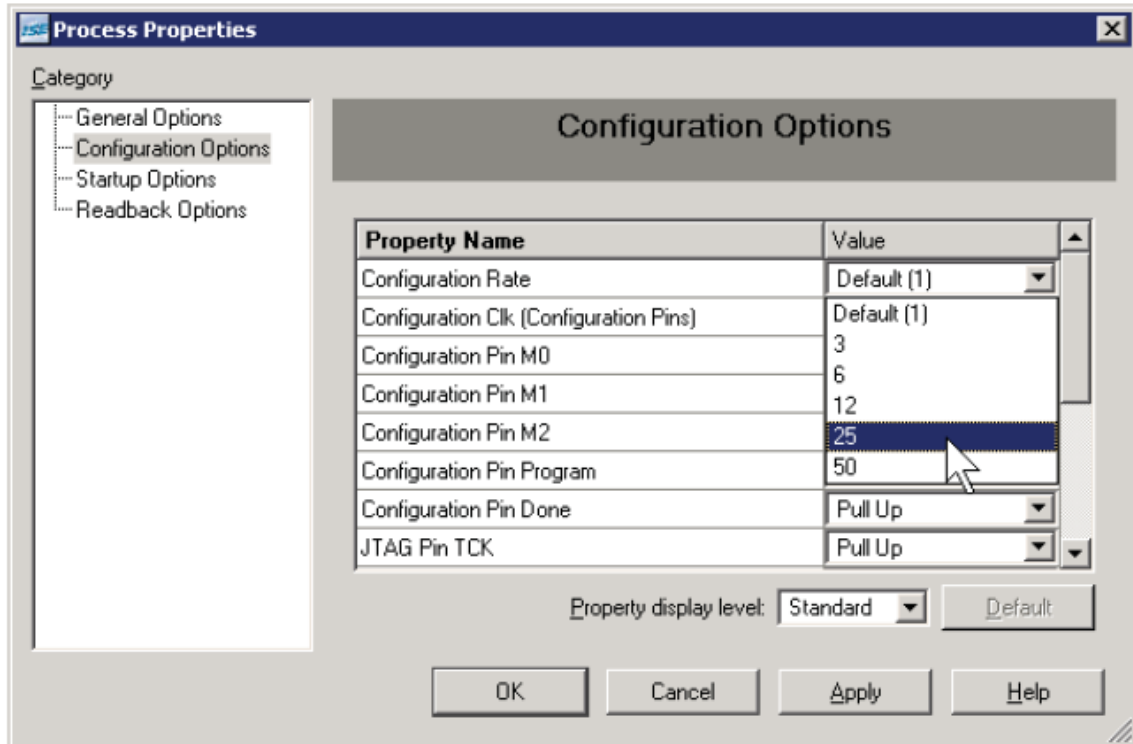 ISE Process Properties
Category
General Options
Configuration Options
Startup Options
Readback Options
Configuration Options
Property Name Value
Configuration Rate Default (1)
Configuration Clk (Configuration Pins) Default (1)
Configuration Pin M0 3
6
Configuration Pin M1 12
Configuration Pin M2 25
Configuration Pin Program 50
Configuration Pin Done Pull Up
JTAG Pin TCK Pull Up
Property display level: Standard Default
OK Cancel Apply Help